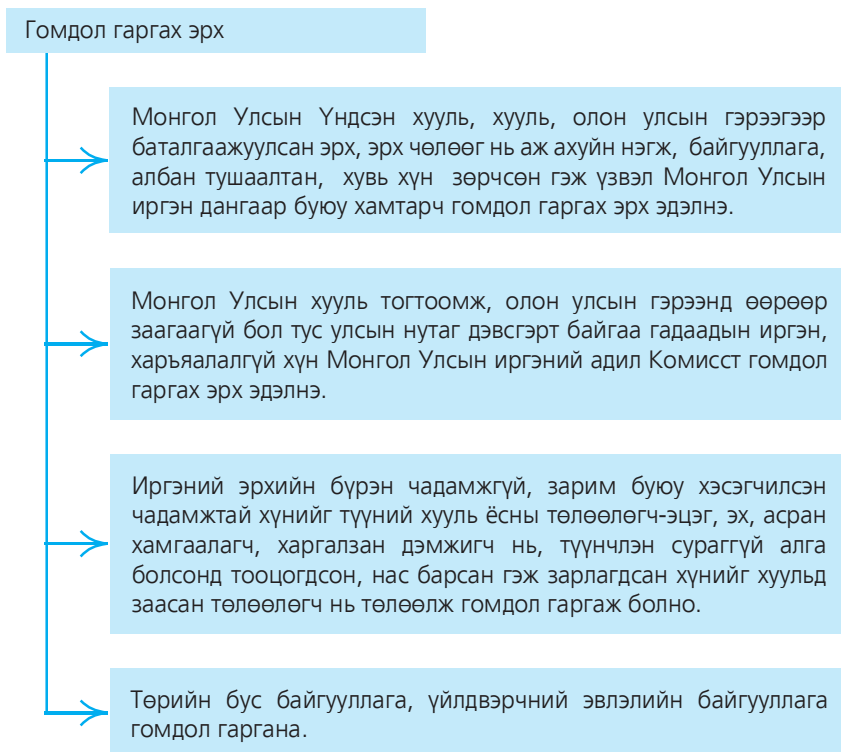 Гомдол гаргах эрх
Монгол Улсын Үндсэн хууль, хууль, олон улсын гэрээгээр
баталгаажуулсан эрх, эрх чөлөөг нь аж ахуйн нэгж, байгууллага,
албан тушаалтан, хувь хүн зөрчсөн гэж үзвэл Монгол Улсын
иргэн дангаар буюу хамтарч гомдол гаргах эрх эдэлнэ.
Монгол Улсын хууль тогтоомж, олон улсын гэрээнд өөрөөр
заагаагүй бол тус улсын нутаг дэвсгэрт байгаа гадаадын иргэн,
харъяалалгүй хүн Монгол Улсын иргэний адил Комисст гомдол
гаргах эрх эдэлнэ.
Иргэний эрхийн бүрэн чадамжгүй, зарим буюу хэсэгчилсэн
чадамжтай хүнийг түүний хууль ёсны төлөөлөгч-эцэг, эх, асран
хамгаалагч, харгалзан дэмжигч нь, түүнчлэн сураггүй алга
болсонд тооцогдсон, нас барсан гэж зарлагдсан хүнийг хуульд
заасан төлөөлөгч нь төлөөлж гомдол гаргаж болно.
Төрийн бус байгууллага, үйлдвэрчний эвлэлийн байгууллага
гомдол гаргана.